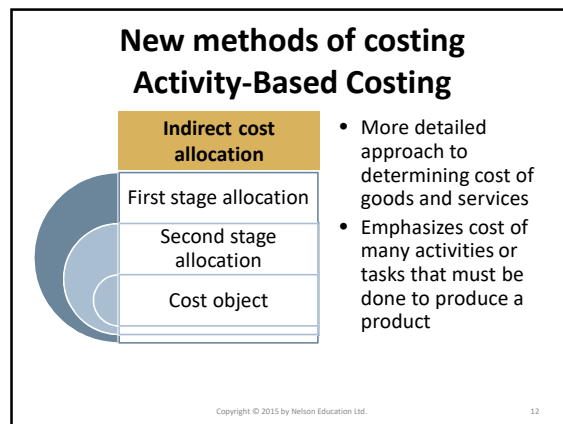 New methods of costing
Activity-Based Costing
Indirect cost
allocation
First stage allocation
Second stage
allocation
Cost object
• More detailed
approach to
determining cost of
goods and services
• Emphasizes cost of
many activities or
tasks that must be
done to produce a
product
Copyright © 2015 by Nelson Education Ltd.
12